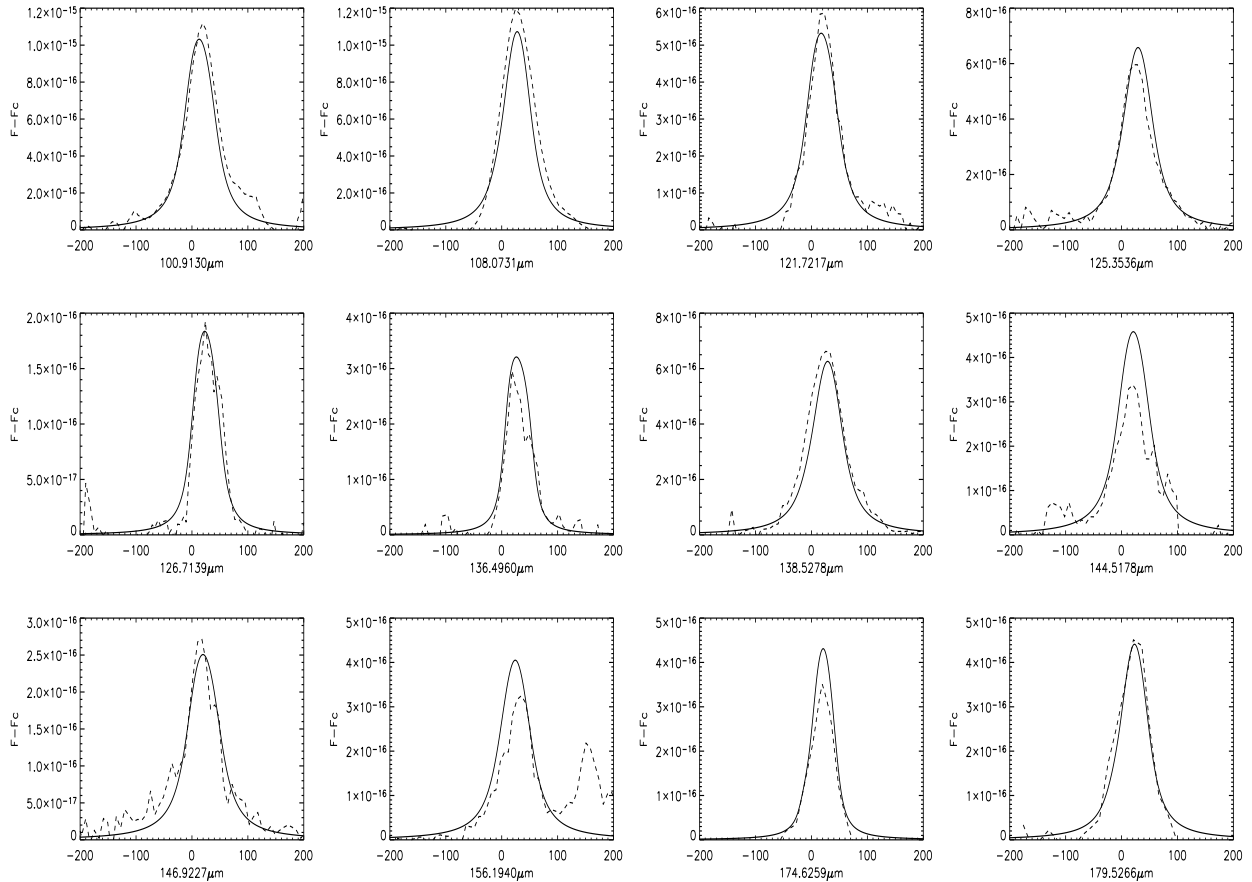 1.2×10⁻¹⁵ 1.2×10⁻¹⁵ 6×10⁻¹⁶ 8×10⁻¹⁶
1.0×10⁻¹⁵ 1.0×10⁻¹⁵ 5×10⁻¹⁶ 6×10⁻¹⁶
8.0×10⁻¹⁶ 8.0×10⁻¹⁶ 4×10⁻¹⁶ 4×10⁻¹⁶
6.0×10⁻¹⁶ 6.0×10⁻¹⁶ 3×10⁻¹⁶ 2×10⁻¹⁶
4.0×10⁻¹⁶ 4.0×10⁻¹⁶ 2×10⁻¹⁶
2.0×10⁻¹⁶ 2.0×10⁻¹⁶ 1×10⁻¹⁶
0 0 0 0
F−Fc F−Fc F−Fc F−Fc
−200 −100 0 100 200 −200 −100 0 100 200 −200 −100 0 100 200 −200 −100 0 100 200
100.9130μm 108.0731μm 121.7217μm 125.3536μm
2.0×10⁻¹⁶ 4×10⁻¹⁶ 8×10⁻¹⁶ 5×10⁻¹⁶
1.5×10⁻¹⁶ 3×10⁻¹⁶ 6×10⁻¹⁶ 4×10⁻¹⁶
1.0×10⁻¹⁶ 2×10⁻¹⁶ 4×10⁻¹⁶ 3×10⁻¹⁶
5.0×10⁻¹⁷ 1×10⁻¹⁶ 2×10⁻¹⁶ 2×10⁻¹⁶
1×10⁻¹⁶
0 0 0 0
F−Fc F−Fc F−Fc F−Fc
−200 −100 0 100 200 −200 −100 0 100 200 −200 −100 0 100 200 −200 −100 0 100 200
126.7139μm 136.4960μm 138.5278μm 144.5178μm
3.0×10⁻¹⁶ 5×10⁻¹⁶ 5×10⁻¹⁶ 5×10⁻¹⁶
2.5×10⁻¹⁶ 4×10⁻¹⁶ 4×10⁻¹⁶ 4×10⁻¹⁶
2.0×10⁻¹⁶ 3×10⁻¹⁶ 3×10⁻¹⁶ 3×10⁻¹⁶
1.5×10⁻¹⁶ 2×10⁻¹⁶ 2×10⁻¹⁶ 2×10⁻¹⁶
1.0×10⁻¹⁶ 1×10⁻¹⁶ 1×10⁻¹⁶ 1×10⁻¹⁶
5.0×10⁻¹⁷
0 0 0 0
F−Fc F−Fc F−Fc F−Fc
−200 −100 0 100 200 −200 −100 0 100 200 −200 −100 0 100 200 −200 −100 0 100 200
146.9227μm 156.1940μm 174.6259μm 179.5266μm